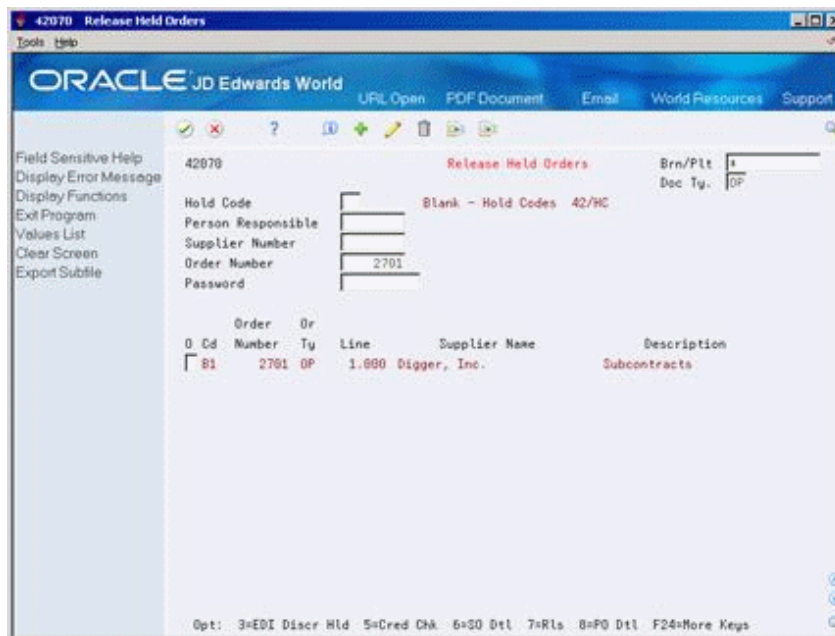 42070 Release Held Orders
Tools Help
ORACLE JD Edwards World
URL Open PDF Document Email World Resources Support
Field Sensitive Help
Display Error Message
Display Functions
Exit Program
Values List
Clear Screen
Export Subfile
42070 Release Held Orders Brn/Plt *
Doc Ty. OP
Hold Code Blank - Hold Codes 42/HC
Person Responsible
Supplier Number
Order Number 2701
Password
Order Or
O Cd Number Ty Line Supplier Name Description
B1 2701 OP 1.000 Digger, Inc. Subcontracts
Opt: 3=EDI Discr Hld 5=Cred Chk 6=SO Dtl 7=Rls 8=PO Dtl F24=More Keys